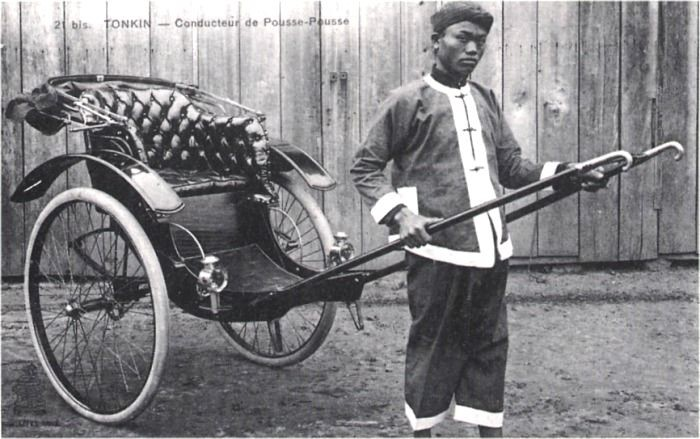 21 bis. TONKIN — Conducteur de Pousse-Pousse